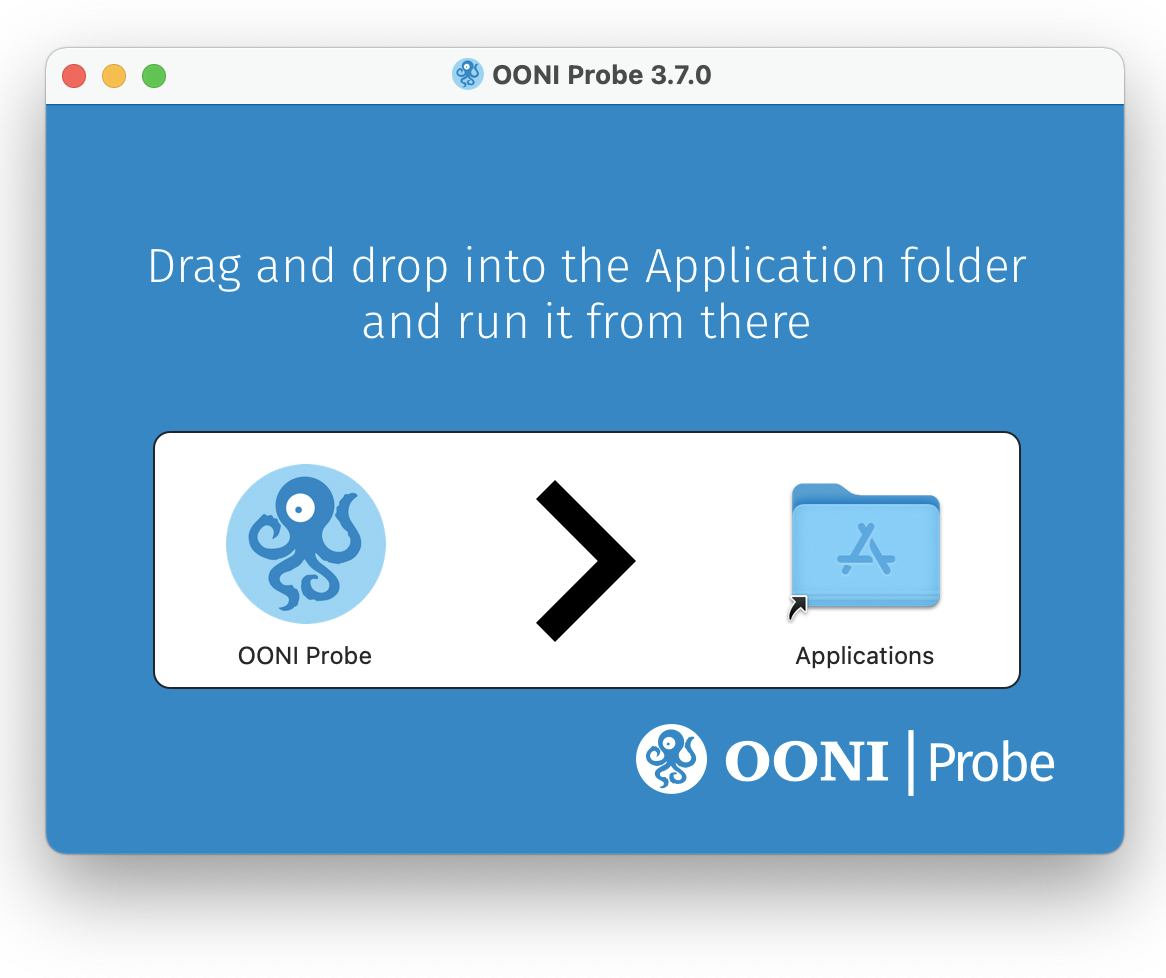 OONI Probe 3.7.0
Drag and drop into the Application folder
and run it from there
OONI Probe
Applications
OONI | Probe